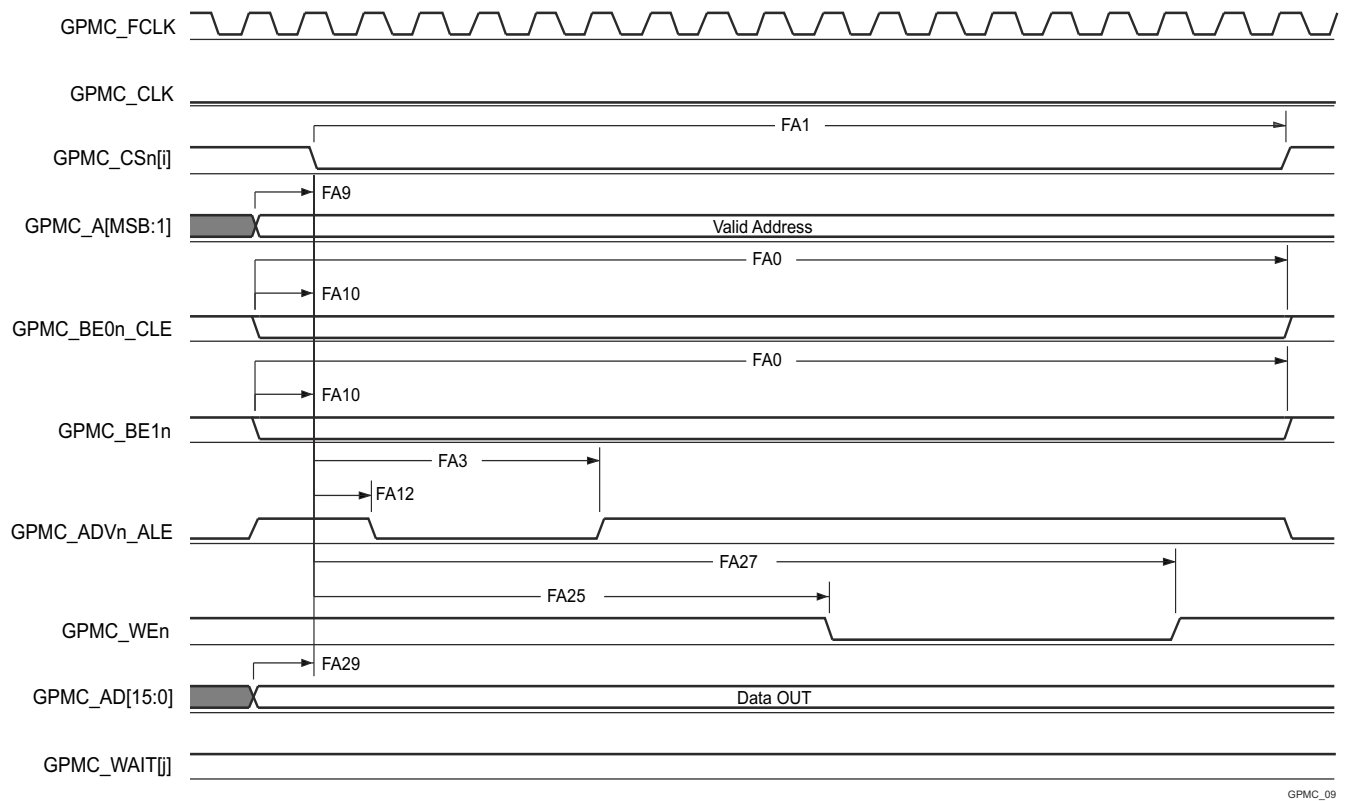 GPMC_FCLK
GPMC_CLK
FA1
GPMC_CSn[i]
FA9
GPMC_A[MSB:1]
Valid Address
FA0
FA10
GPMC_BE0n_CLE
FA0
FA10
GPMC_BE1n
FA3
FA12
GPMC_ADVn_ALE
FA27
FA25
GPMC_WEn
FA29
GPMC_AD[15:0]
Data OUT
GPMC_WAIT[j]
GPMC_09